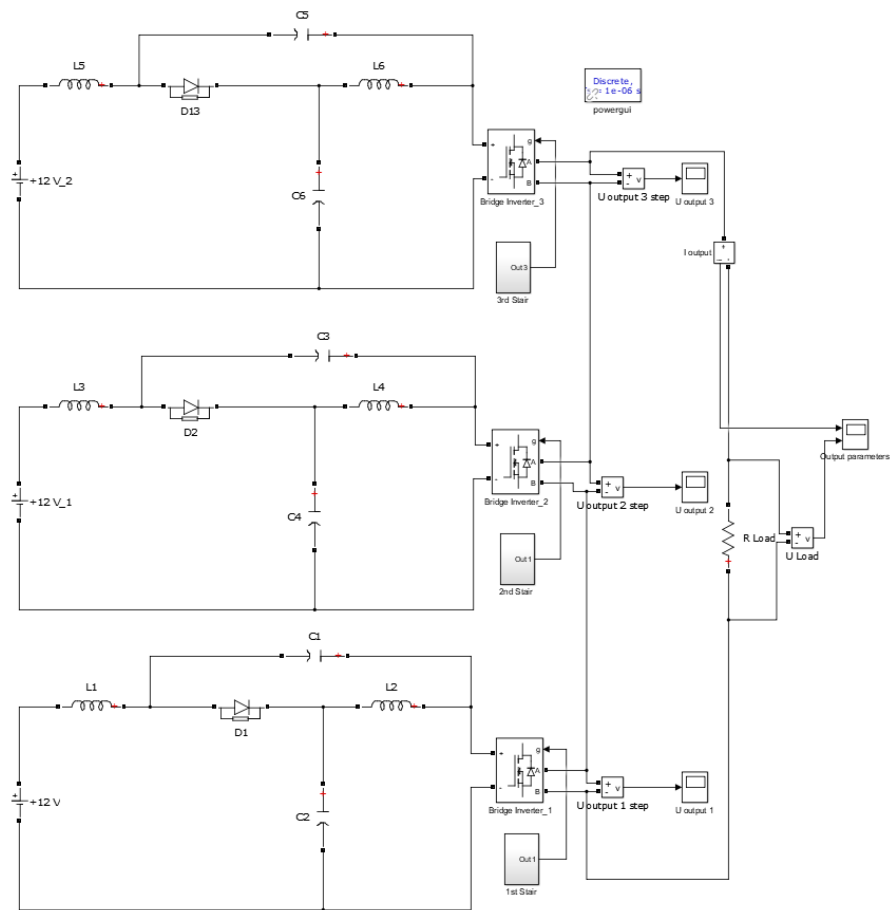 C5
L5
L6
D13
+12 V_2
C6
g
+
A
-
B
Bridge Inverter_3
Out3
3rd Stair
Discrete,
= 1e-06 s
powergui
+
-
v
U output 3 step
U output 3
I output
+
-
C3
L3
L4
D2
+12 V_1
C4
g
+
A
-
B
Bridge Inverter_2
Out1
2nd Stair
+
-
v
U output 2 step
U output 2
Output parameters
R Load
+
-
v
U Load
C1
L1
L2
D1
+12 V
C2
g
+
A
-
B
Bridge Inverter_1
Out1
1st Stair
+
-
v
U output 1 step
U output 1